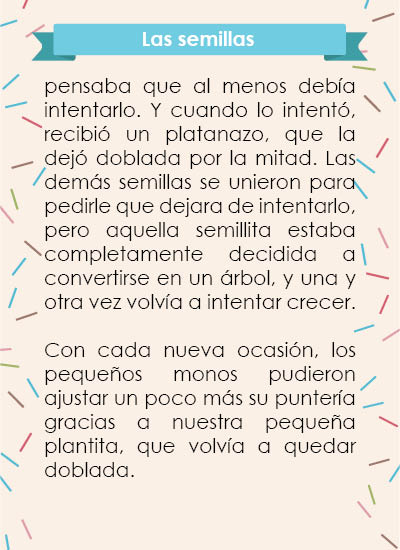 Las semillas
pensaba que al menos debía
intentarlo. Y cuando lo intentó,
recibió un platanazo, que la
dejó doblada por la mitad. Las
demás semillas se unieron para
pedirle que dejara de intentarlo,
pero aquella semillita estaba
completamente decidida a
convertirse en un árbol, y una y
otra vez volvía a intentar crecer.
Con cada nueva ocasión, los
pequeños monos pudieron
ajustar un poco más su puntería
gracias a nuestra pequeña
plantita, que volvía a quedar
doblada.